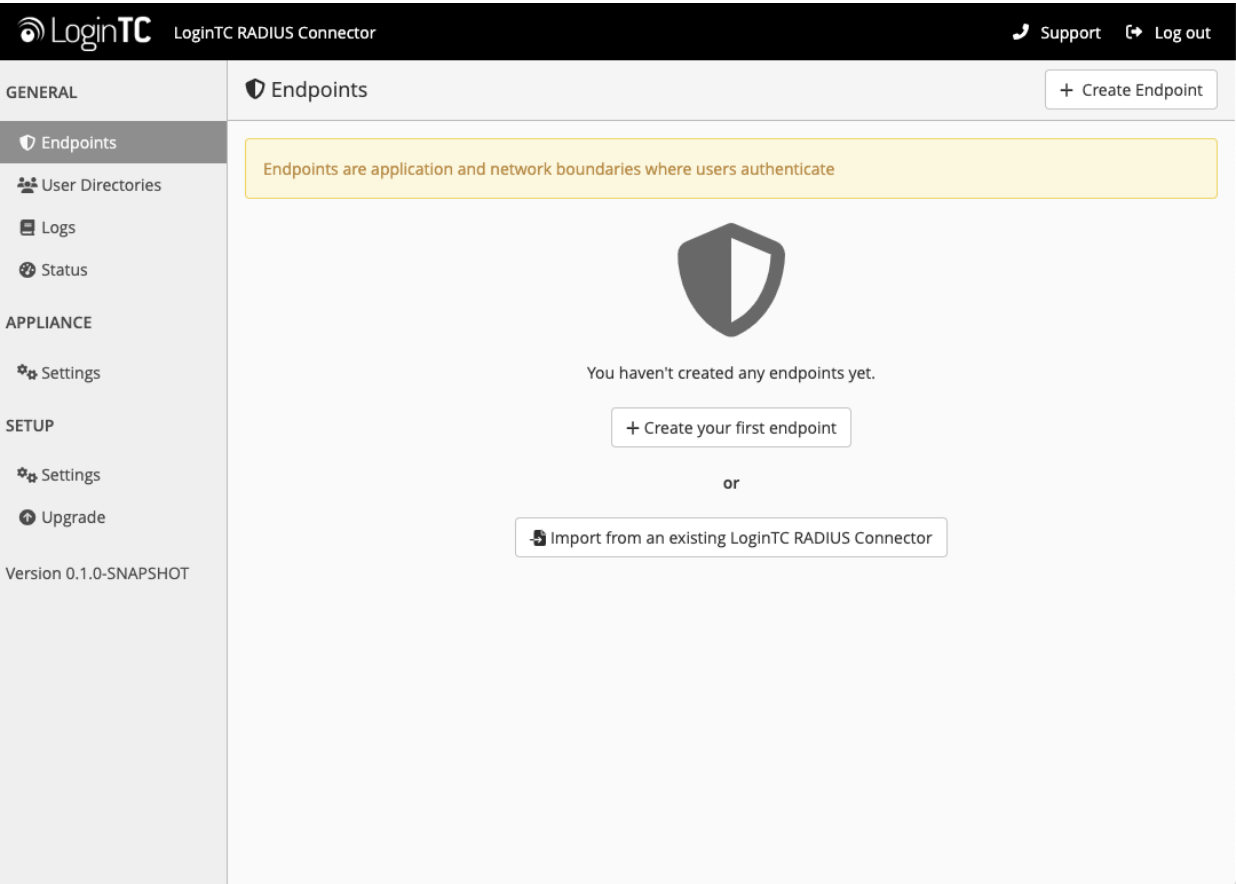 LoginTC LoginTC RADIUS Connector Support Log out
GENERAL
Endpoints
User Directories
Logs
Status
APPLIANCE
Settings
SETUP
Settings
Upgrade
Version 0.1.0-SNAPSHOT
Endpoints
+ Create Endpoint
Endpoints are application and network boundaries where users authenticate
You haven't created any endpoints yet.
+ Create your first endpoint
or
Import from an existing LoginTC RADIUS Connector